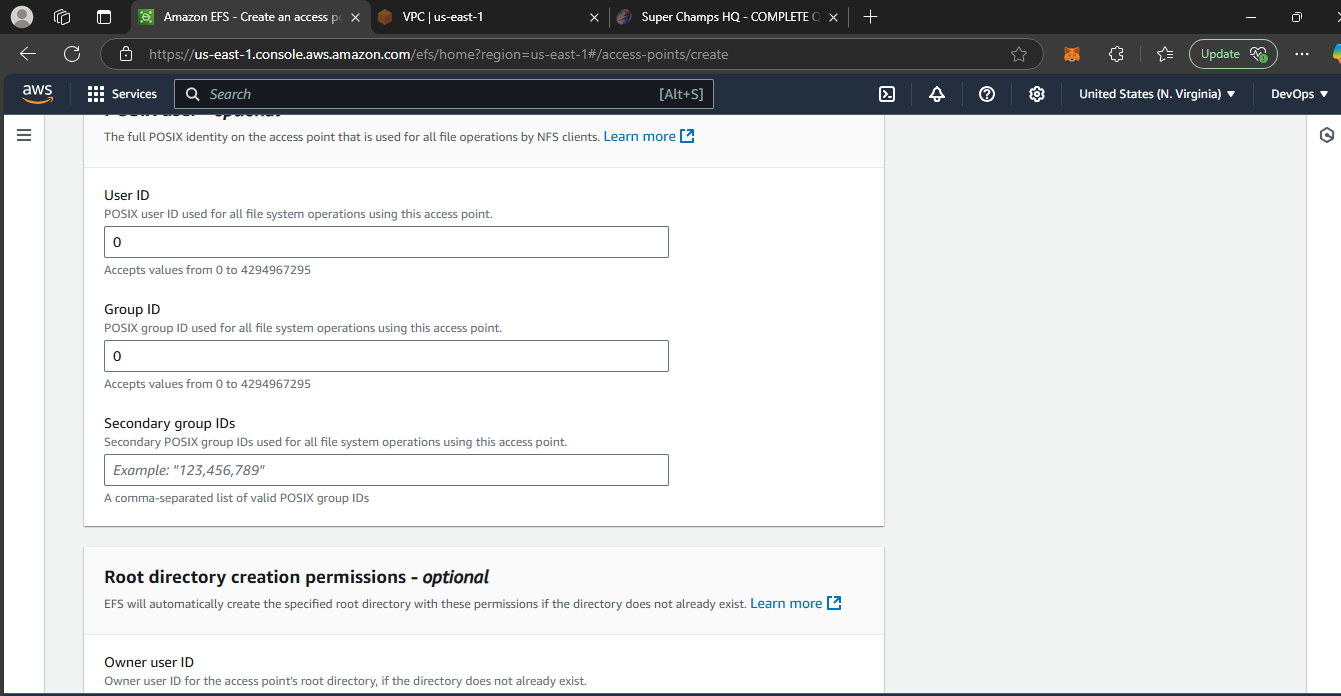 Amazon EFS - Create an access po
VPC | us-east-1
Super Champs HQ - COMPLETE Q
https://us-east-1.console.aws.amazon.com/efs/home?region=us-east-1#/access-points/create
Update
aws
Services
Search
[Alt+S]
United States (N. Virginia)
DevOps
POSIX user - optional
The full POSIX identity on the access point that is used for all file operations by NFS clients. Learn more
User ID
POSIX user ID used for all file system operations using this access point.
0
Accepts values from 0 to 4294967295
Group ID
POSIX group ID used for all file system operations using this access point.
0
Accepts values from 0 to 4294967295
Secondary group IDs
Secondary POSIX group IDs used for all file system operations using this access point.
Example: "123,456,789"
A comma-separated list of valid POSIX group IDs
Root directory creation permissions - optional
EFS will automatically create the specified root directory with these permissions if the directory does not already exist. Learn more
Owner user ID
Owner user ID for the access point's root directory, if the directory does not already exist.